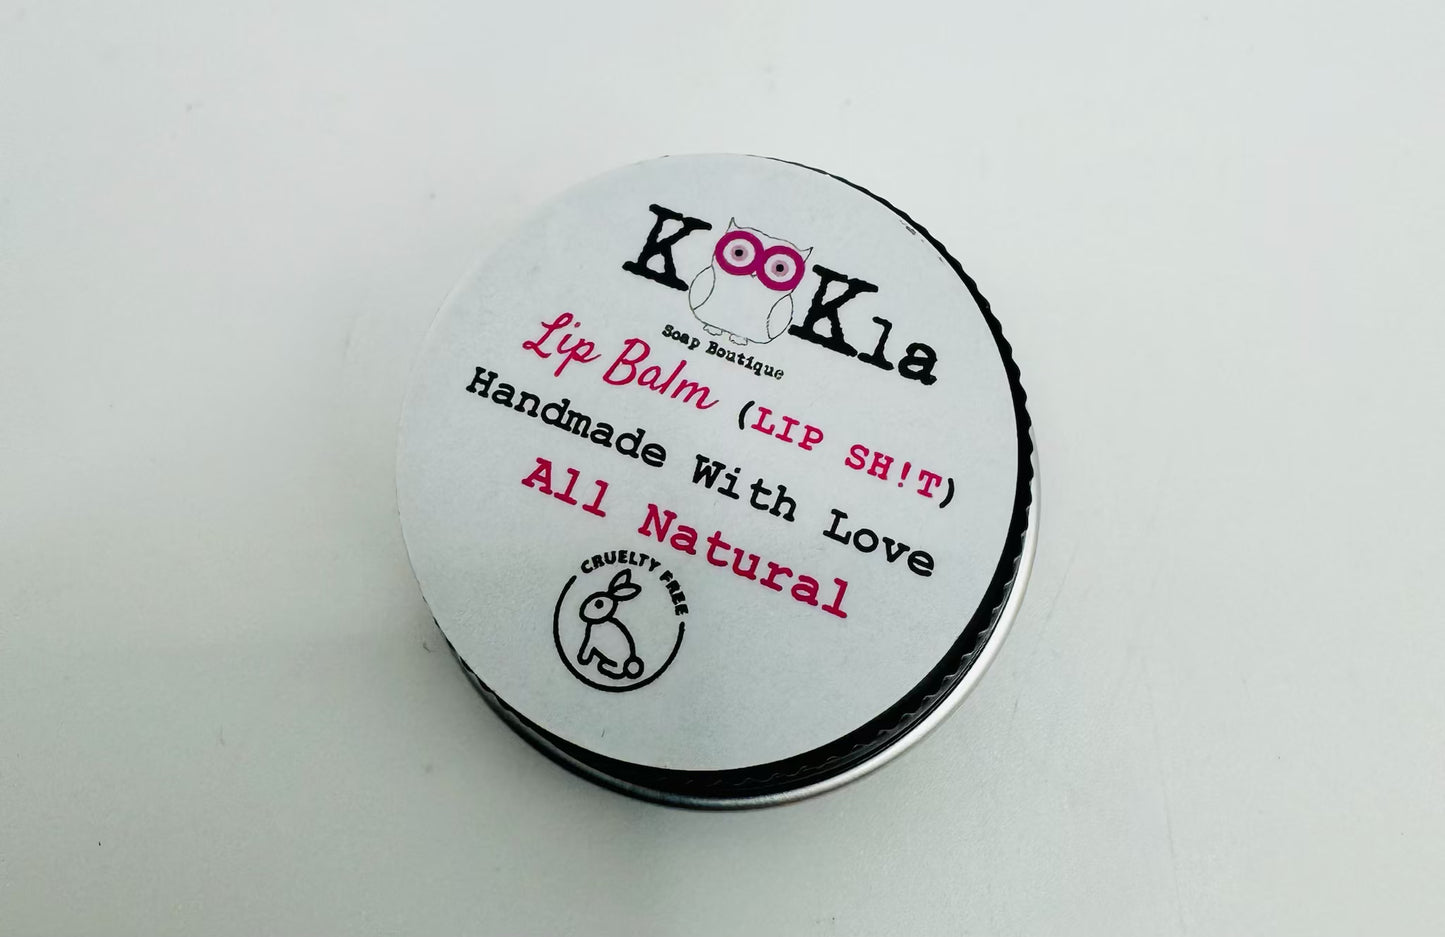 KooKla
Soap Boutique
Lip Balm (LIP SH!T)
Handmade With Love
All Natural
CRUELTY FREE